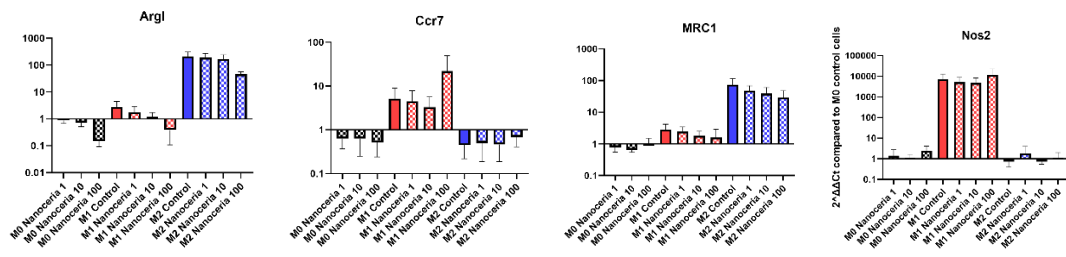 ArgI
1000
100
10
1
0.1
0.01
M0 Nanoceria 1
M0 Nanoceria 10
M0 Nanoceria 100
M1 Control
M1 Nanoceria 1
M1 Nanoceria 10
M1 Nanoceria 100
M2 Control
M2 Nanoceria 1
M2 Nanoceria 10
M2 Nanoceria 100
Ccr7
100
10
1
0.1
M0 Nanoceria 1
M0 Nanoceria 10
M0 Nanoceria 100
M1 Control
M1 Nanoceria 1
M1 Nanoceria 10
M1 Nanoceria 100
M2 Control
M2 Nanoceria 1
M2 Nanoceria 10
M2 Nanoceria 100
MRC1
1000
100
10
1
0.1
M0 Nanoceria 1
M0 Nanoceria 10
M0 Nanoceria 100
M1 Control
M1 Nanoceria 1
M1 Nanoceria 10
M1 Nanoceria 100
M2 Control
M2 Nanoceria 1
M2 Nanoceria 10
M2 Nanoceria 100
Nos2
2^ΔΔCt compared to M0 control cells
100000
10000
1000
100
10
1
0.1
M0 Nanoceria 1
M0 Nanoceria 10
M0 Nanoceria 100
M1 Control
M1 Nanoceria 1
M1 Nanoceria 10
M1 Nanoceria 100
M2 Control
M2 Nanoceria 1
M2 Nanoceria 10
M2 Nanoceria 100